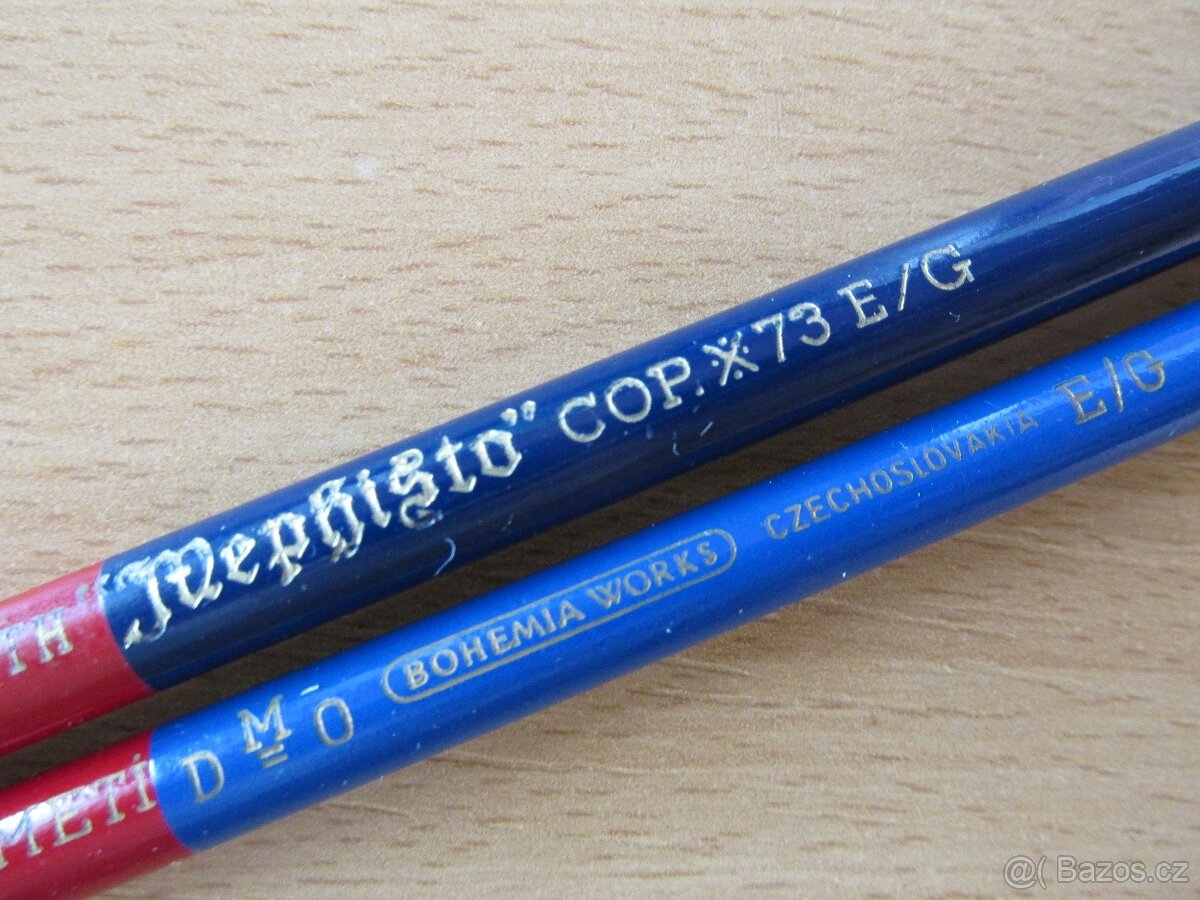 TH "Mephisto" COP. ※ 73 E/G
METI D M O BOHEMIA WORKS CZECHOSLOVAKIA E/G
@( Bazos.cz